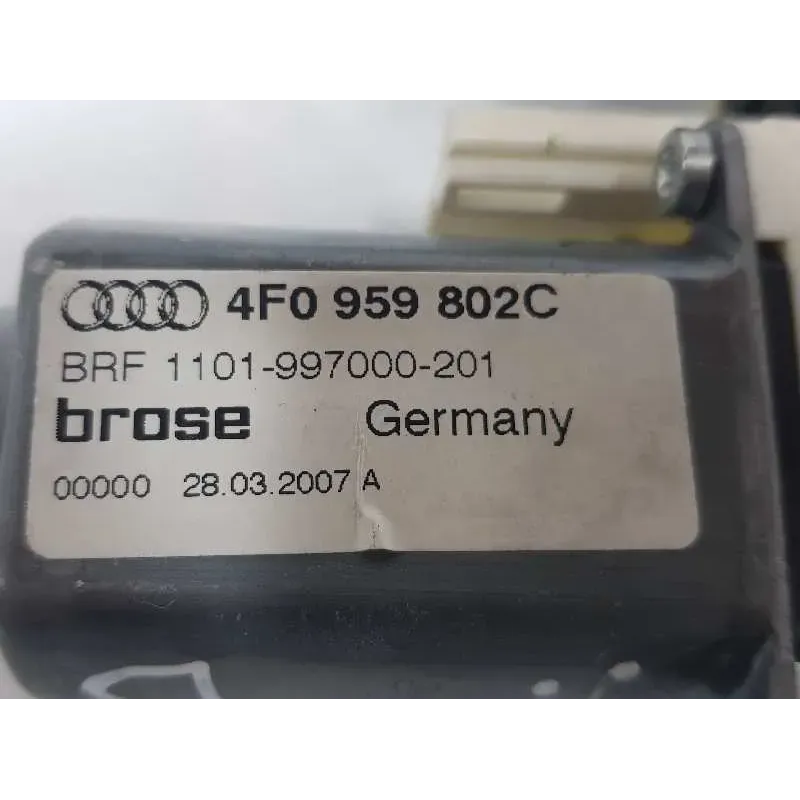 4F0 959 802C
BRF 1101-997000-201
brose Germany
00000 28.03.2007 A